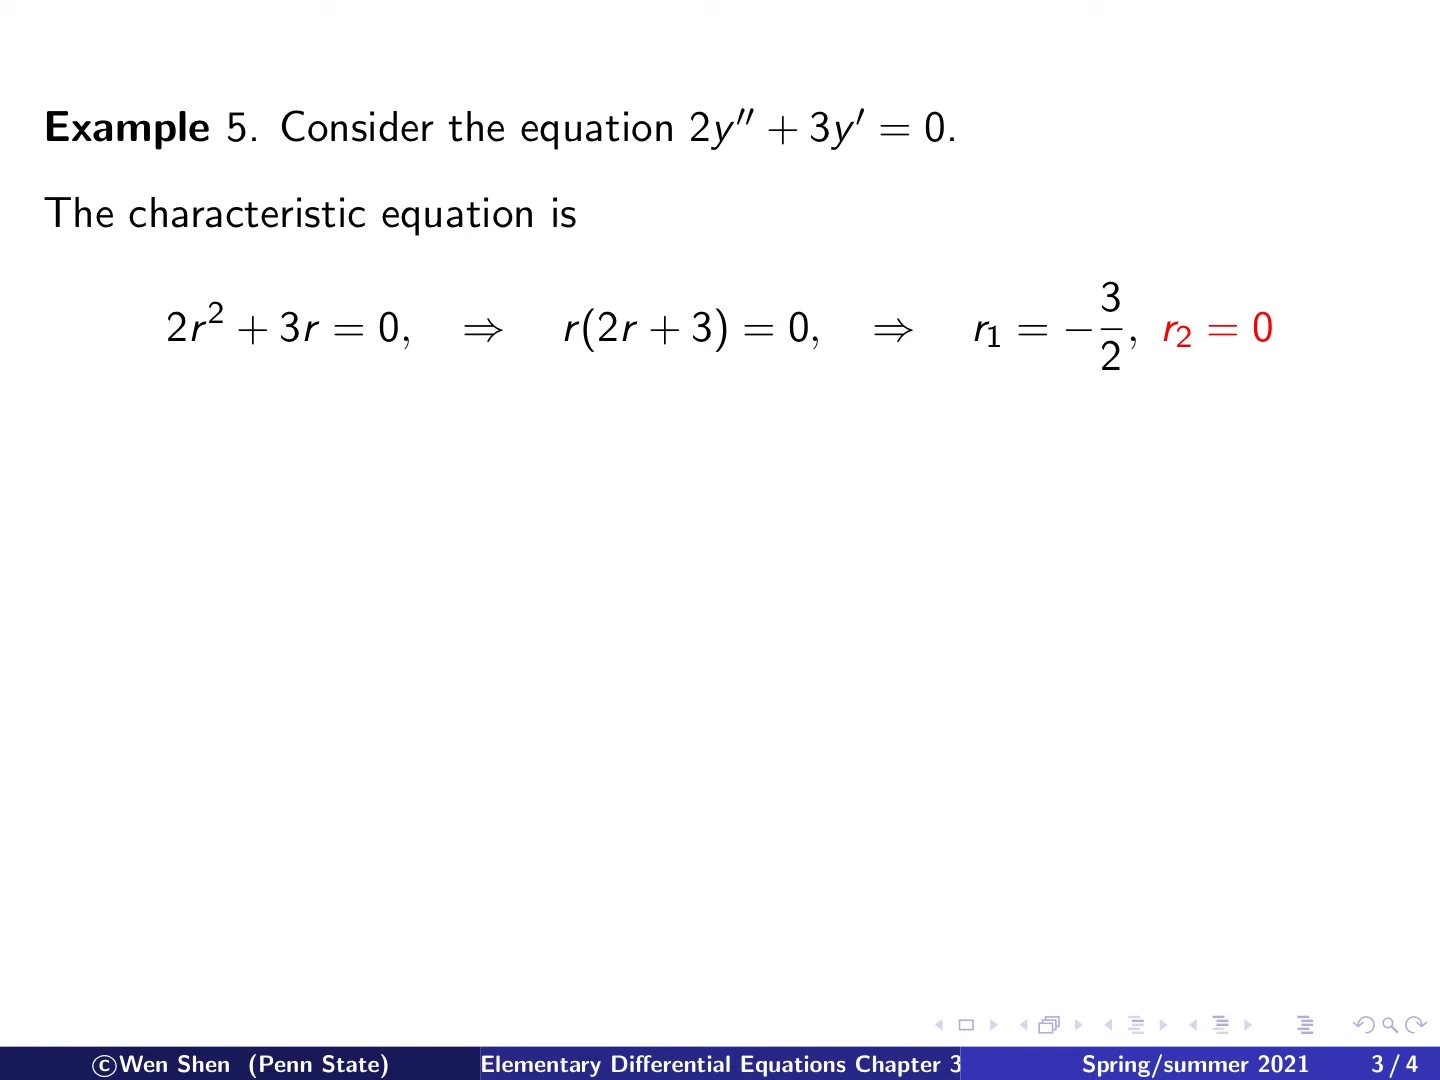 Example 5. Consider the equation 2y″ + 3y′ = 0.
The characteristic equation is
2r² + 3r = 0, ⇒ r(2r + 3) = 0, ⇒ r₁ = −3/2, r₂ = 0
©Wen Shen (Penn State) Elementary Differential Equations Chapter 3 Spring/summer 2021 3 / 4